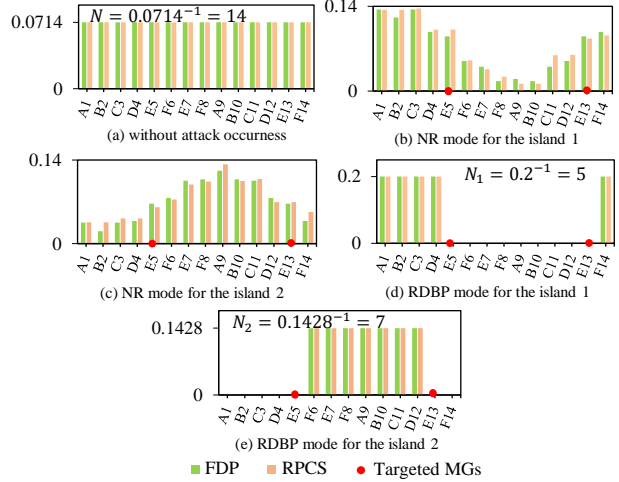 N = 0.0714⁻¹ = 14
0.0714
0
A1 B2 C3 D4 E5 F6 E7 F8 A9 B10 C11 D12 E13 F14
(a) without attack occurness
0.14
0
A1 B2 C3 D4 E5 F6 E7 F8 A9 B10 C11 D12 E13 F14
(b) NR mode for the island 1
0.14
0
A1 B2 C3 D4 E5 F6 E7 F8 A9 B10 C11 D12 E13 F14
(c) NR mode for the island 2
N₁ = 0.2⁻¹ = 5
0.2
0
A1 B2 C3 D4 E5 F6 E7 F8 A9 B10 C11 D12 E13 F14
(d) RDBP mode for the island 1
N₂ = 0.1428⁻¹ = 7
0.1428
0
A1 B2 C3 D4 E5 F6 E7 F8 A9 B10 C11 D12 E13 F14
(e) RDBP mode for the island 2
FDP RPCS Targeted MGs